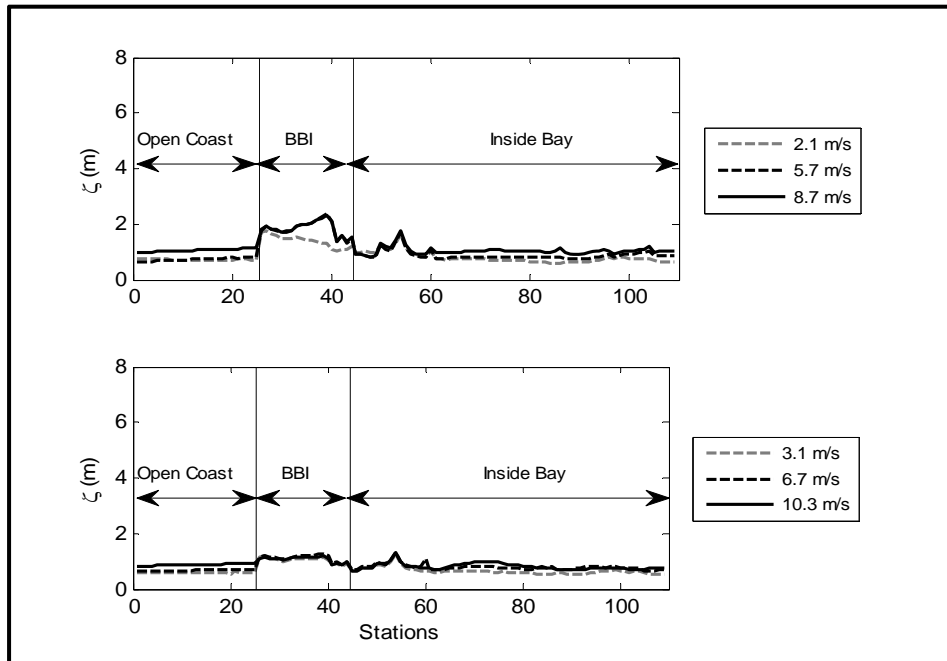 8
6
4
2
0
ζ (m)
Open Coast
BBI
Inside Bay
0
20
40
60
80
100
2.1 m/s
5.7 m/s
8.7 m/s
8
6
4
2
0
ζ (m)
Open Coast
BBI
Inside Bay
0
20
40
60
80
100
Stations
3.1 m/s
6.7 m/s
10.3 m/s